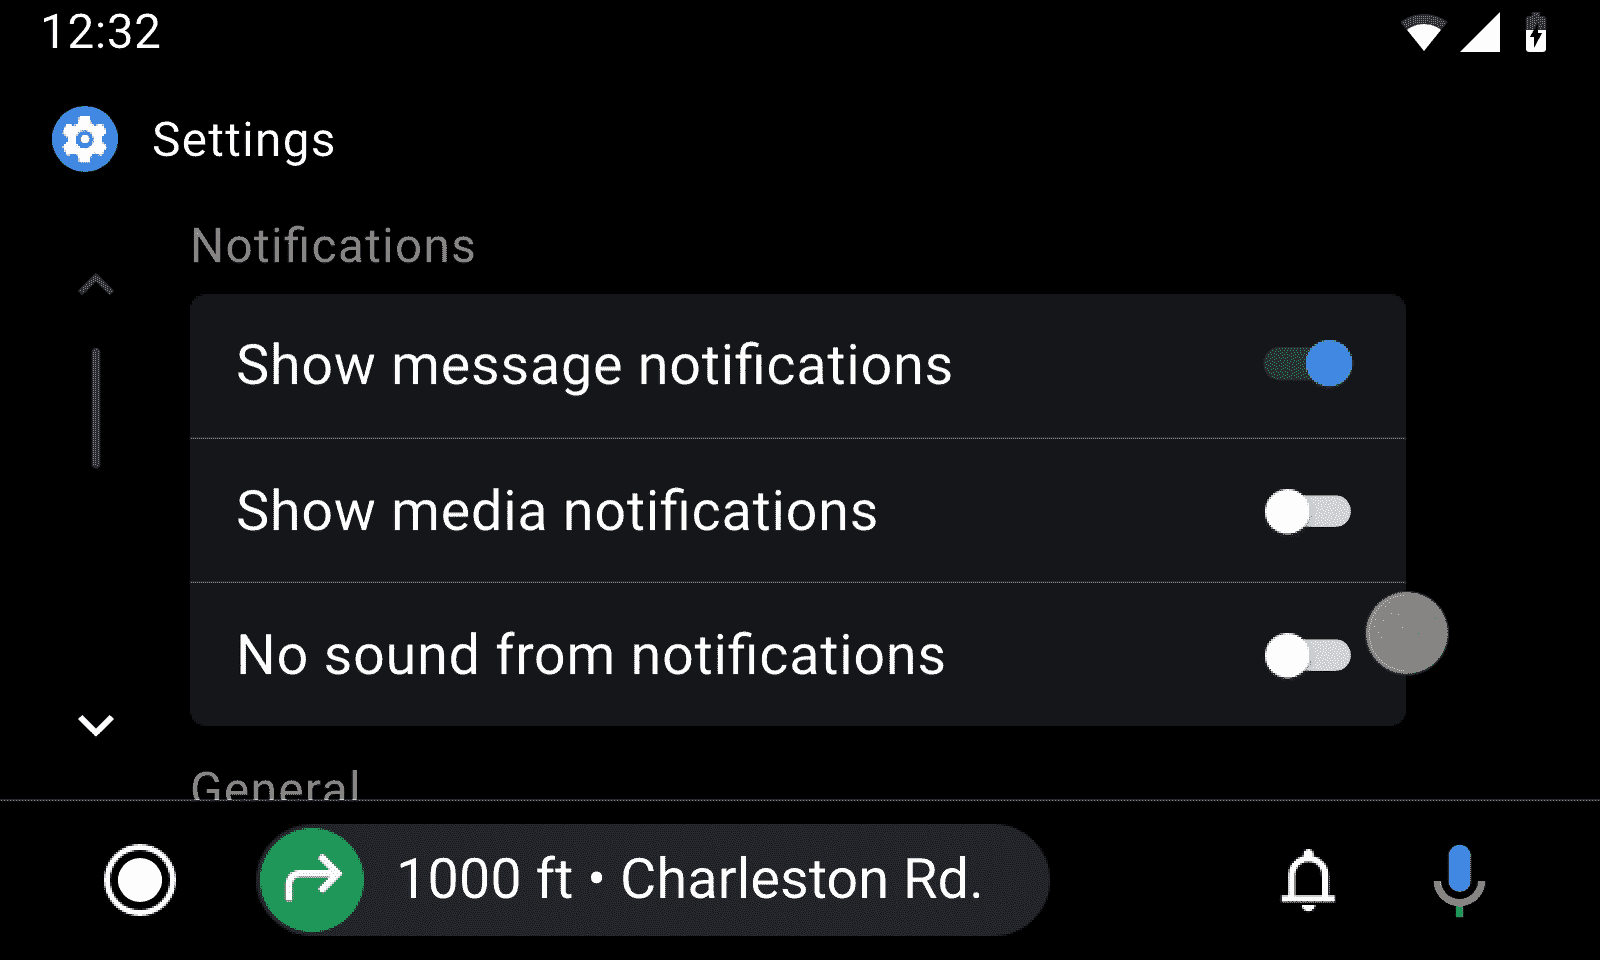 12:32
Settings
Notifications
Show message notifications
Show media notifications
No sound from notifications
General
1000 ft • Charleston Rd.